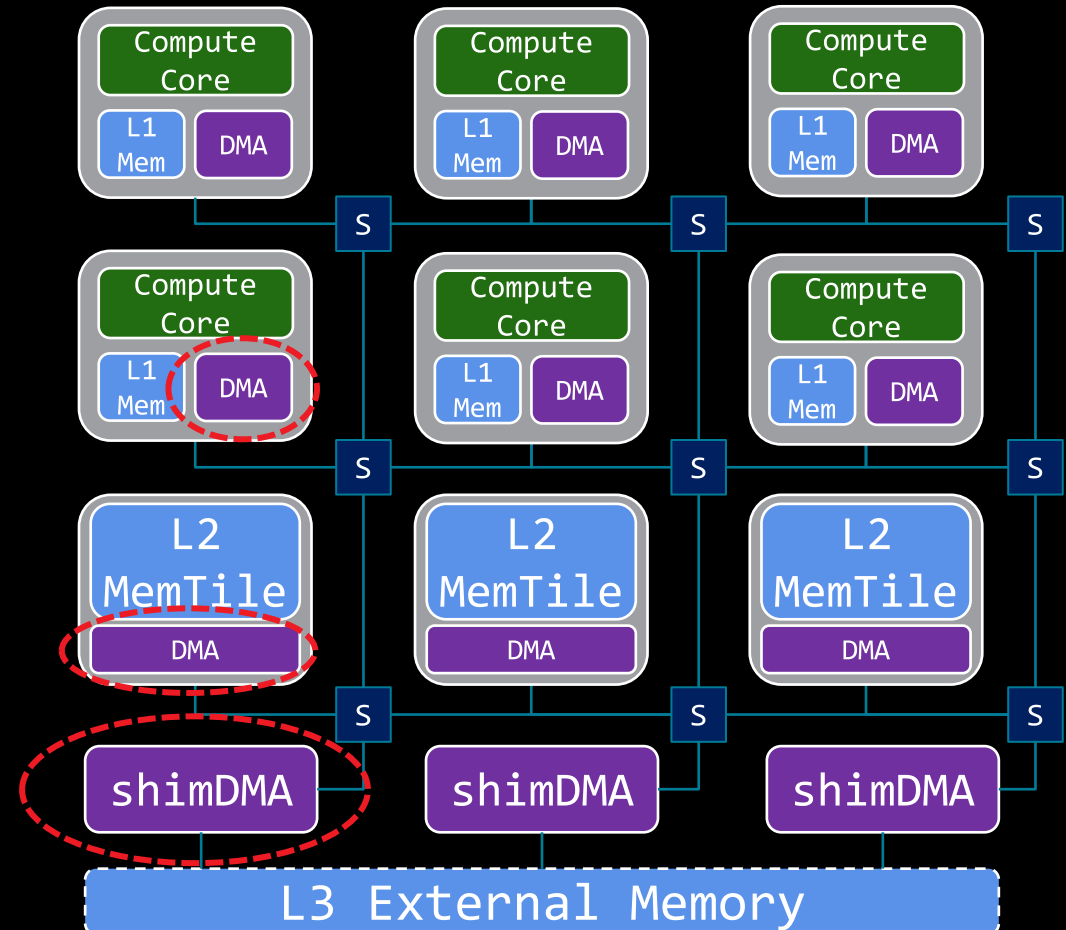 Compute
Core
L1
Mem
DMA
Compute
Core
L1
Mem
DMA
Compute
Core
L1
Mem
DMA
S
S
S
Compute
Core
L1
Mem
DMA
Compute
Core
L1
Mem
DMA
Compute
Core
L1
Mem
DMA
S
S
S
L2
MemTile
DMA
L2
MemTile
DMA
L2
MemTile
DMA
S
S
S
shimDMA
shimDMA
shimDMA
L3 External Memory